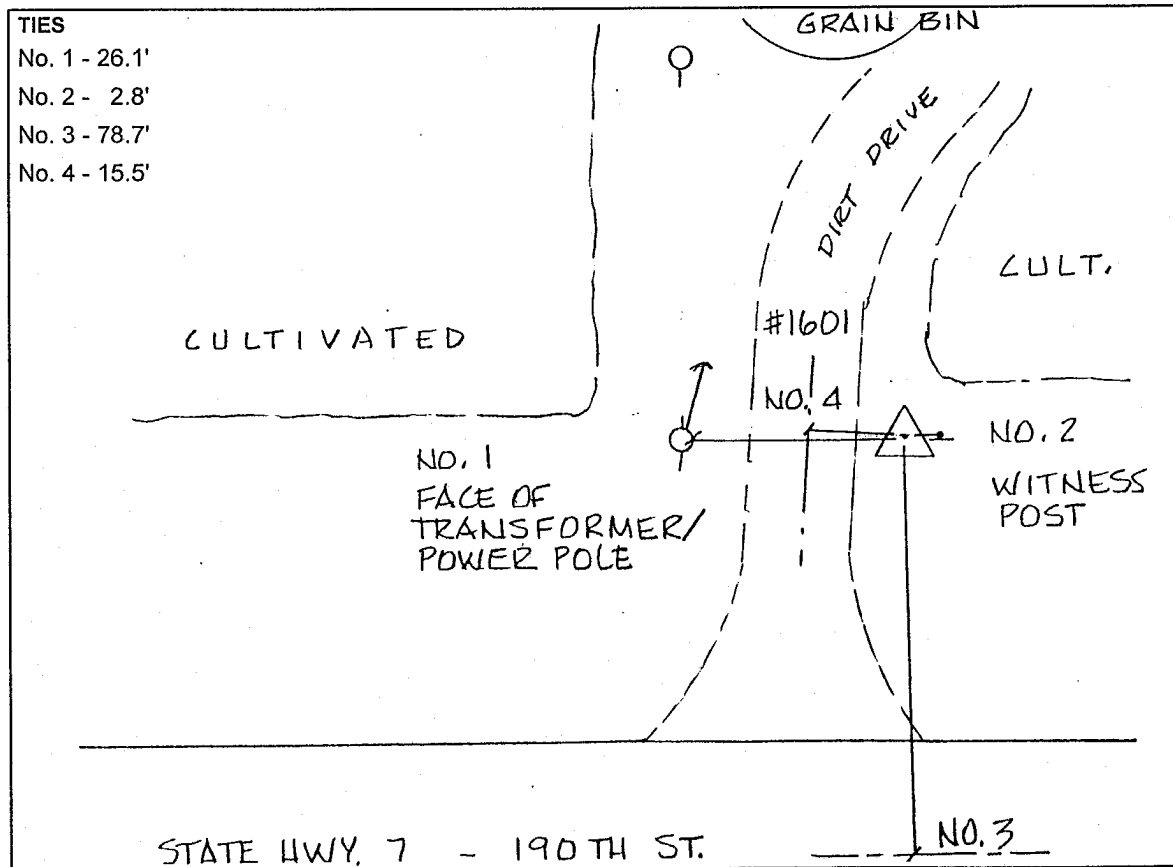 TIES
No. 1 - 26.1'
No. 2 - 2.8'
No. 3 - 78.7'
No. 4 - 15.5'
GRAIN BIN
DIRT DRIVE
CULT.
CULTIVATED
#1601
NO. 4
NO. 1
FACE OF
TRANSFORMER/
POWER POLE
NO. 2
WITNESS
POST
STATE HWY. 7 - 190TH ST.
NO. 3